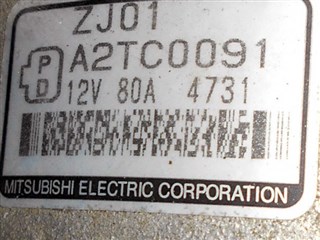 ZJ01
P
D
A2TC0091
12V 80A 4731
MITSUBISHI ELECTRIC CORPORATION